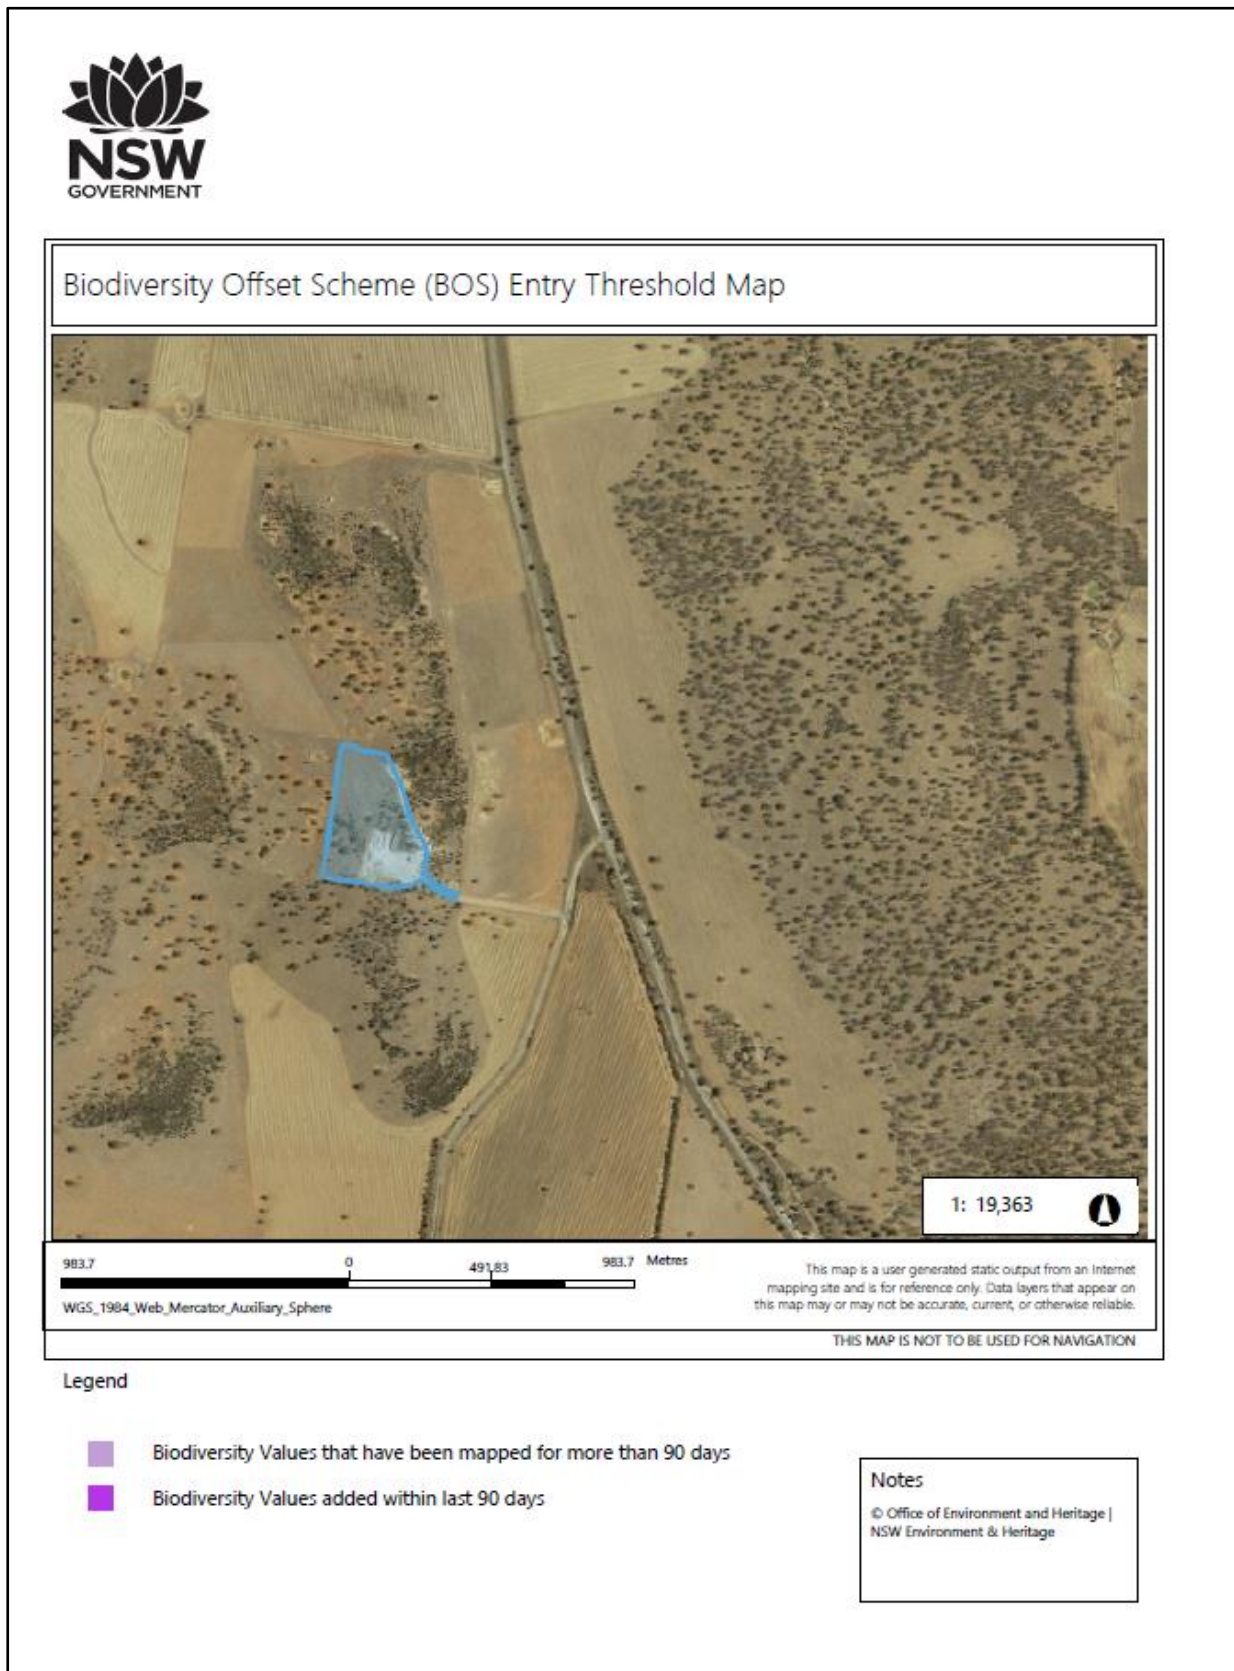 NSW
GOVERNMENT
Biodiversity Offset Scheme (BOS) Entry Threshold Map
1: 19,363
983.7 0 491.83 983.7 Metres
WGS_1984_Web_Mercator_Auxiliary_Sphere
This map is a user generated static output from an Internet
mapping site and is for reference only. Data layers that appear on
this map may or may not be accurate, current, or otherwise reliable.
THIS MAP IS NOT TO BE USED FOR NAVIGATION
Legend
Biodiversity Values that have been mapped for more than 90 days
Biodiversity Values added within last 90 days
Notes
© Office of Environment and Heritage |
NSW Environment & Heritage